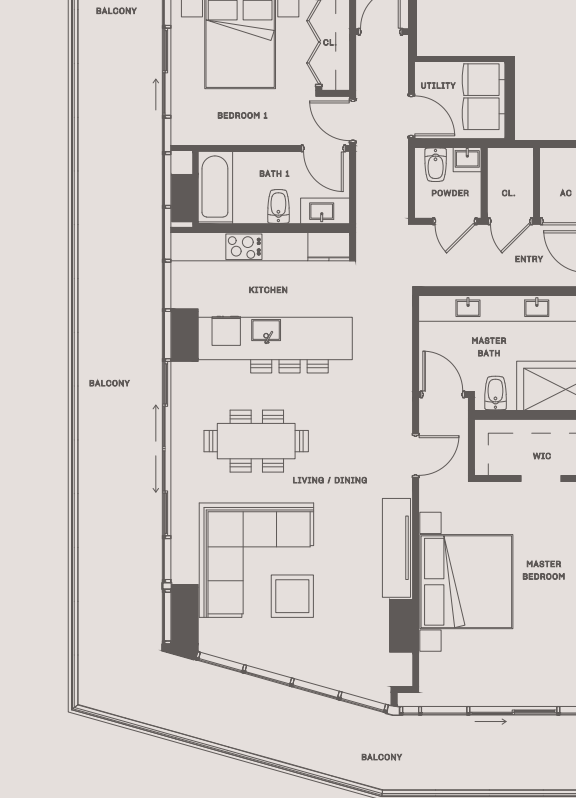 BALCONY
CL.
UTILITY
BEDROOM 1
BATH 1
POWDER
CL.
AC
ENTRY
KITCHEN
MASTER
BATH
BALCONY
WIC
LIVING / DINING
MASTER
BEDROOM
BALCONY